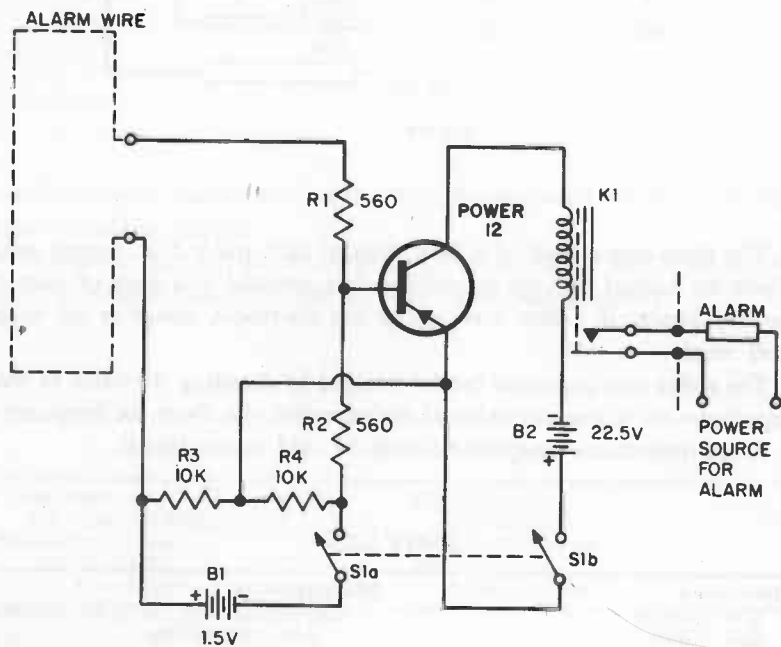 ALARM WIRE
R1
560
POWER
12
K1
ALARM
R2
560
B2
-
+
22.5V
POWER
SOURCE
FOR
ALARM
R3
10K
R4
10K
S1a
S1b
+
B1
-
1.5V